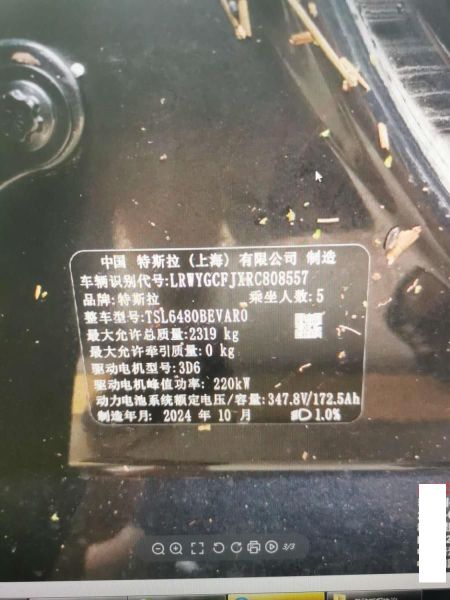 中国 特斯拉（上海）有限公司 制造
车辆识别代号:LRWYGCFJXRC808557
品牌:特斯拉 乘坐人数:5
整车型号:TSL6480BEVAR0
最大允许总质量:2319 kg
最大允许牵引质量:0 kg
驱动电机型号:3D6
驱动电机峰值功率: 220kW
动力电池系统额定电压/容量:347.8V/172.5Ah
制造年月: 2024 年 10 月 1.0%
3/3